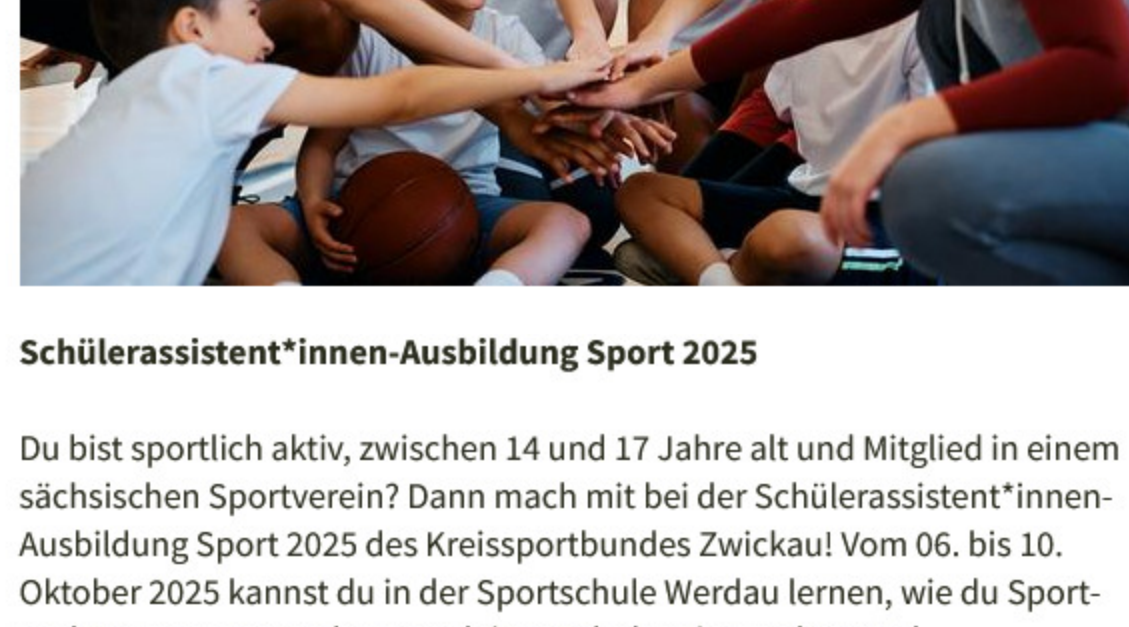 Schülerassistent*innen-Ausbildung Sport 2025
Du bist sportlich aktiv, zwischen 14 und 17 Jahre alt und Mitglied in einem
sächsischen Sportverein? Dann mach mit bei der Schülerassistent*innen-
Ausbildung Sport 2025 des Kreissportbundes Zwickau! Vom 06. bis 10.
Oktober 2025 kannst du in der Sportschule Werdau lernen, wie du Sport-